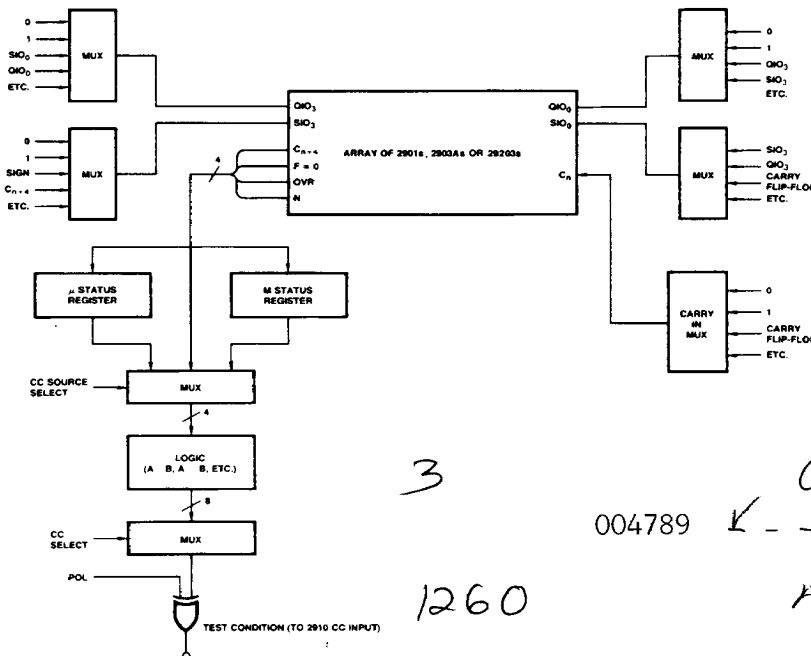 0
1
SIO₀
QIO₀
ETC.
MUX
0
1
SIGN
Cₙ₊₄
ETC.
MUX
QIO₃
SIO₃
Cₙ₊₄
F = 0
OVR
N
4
ARRAY OF 2901s, 2903As OR 29203s
QIO₀
SIO₀
Cₙ
MUX
0
1
QIO₃
SIO₃
ETC.
MUX
SIO₃
QIO₃
CARRY
FLIP-FLO
ETC.
CARRY
IN
MUX
0
1
CARRY
FLIP-FLO
ETC.
μ STATUS
REGISTER
M STATUS
REGISTER
CC SOURCE
SELECT
MUX
4
LOGIC
(A B, A B, ETC.)
8
CC
SELECT
MUX
POL
TEST CONDITION (TO 2910 CC INPUT)
3
004789
1260